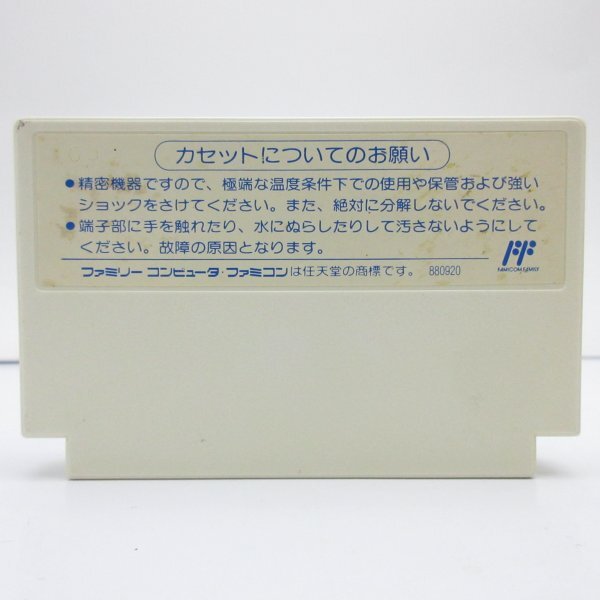 カセットについてのお願い
●精密機器ですので、極端な温度条件下での使用や保管および強い
ショックをさけてください。また、絶対に分解しないでください。
●端子部に手を触れたり、水にぬらしたりして汚さないようにして
ください。故障の原因となります。
FF
FAMICOM FAMILY
ファミリー コンピュータ・ファミコンは任天堂の商標です。 880920